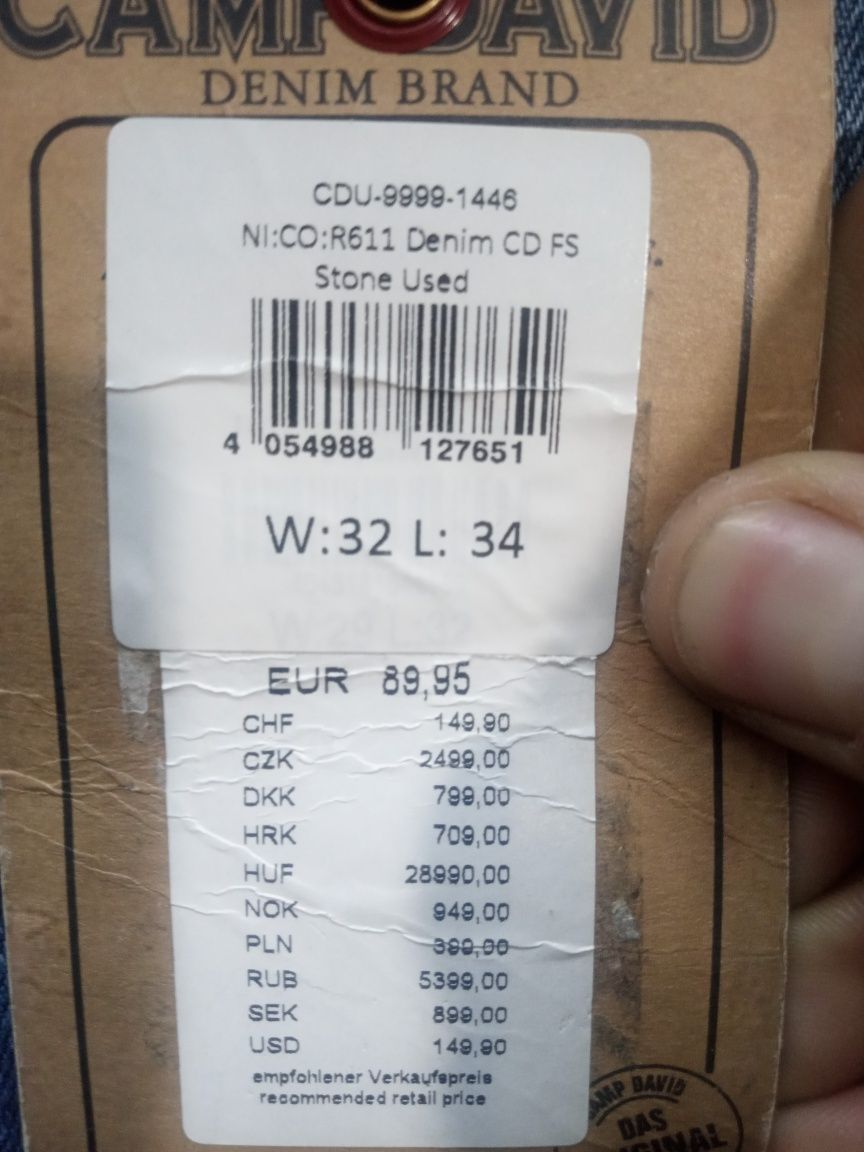 CAMP DAVID
DENIM BRAND
CDU-9999-1446
NI:CO:R611 Denim CD FS
Stone Used
4 054988 127651
W:32 L: 34
EUR 89,95
CHF 149,90
CZK 2499,00
DKK 799,00
HRK 709,00
HUF 28990,00
NOK 949,00
PLN 399,00
RUB 5399,00
SEK 899,00
USD 149,90
empfohlener Verkaufspreis
recommended retail price
CAMP DAVID
DAS
ORIGINAL